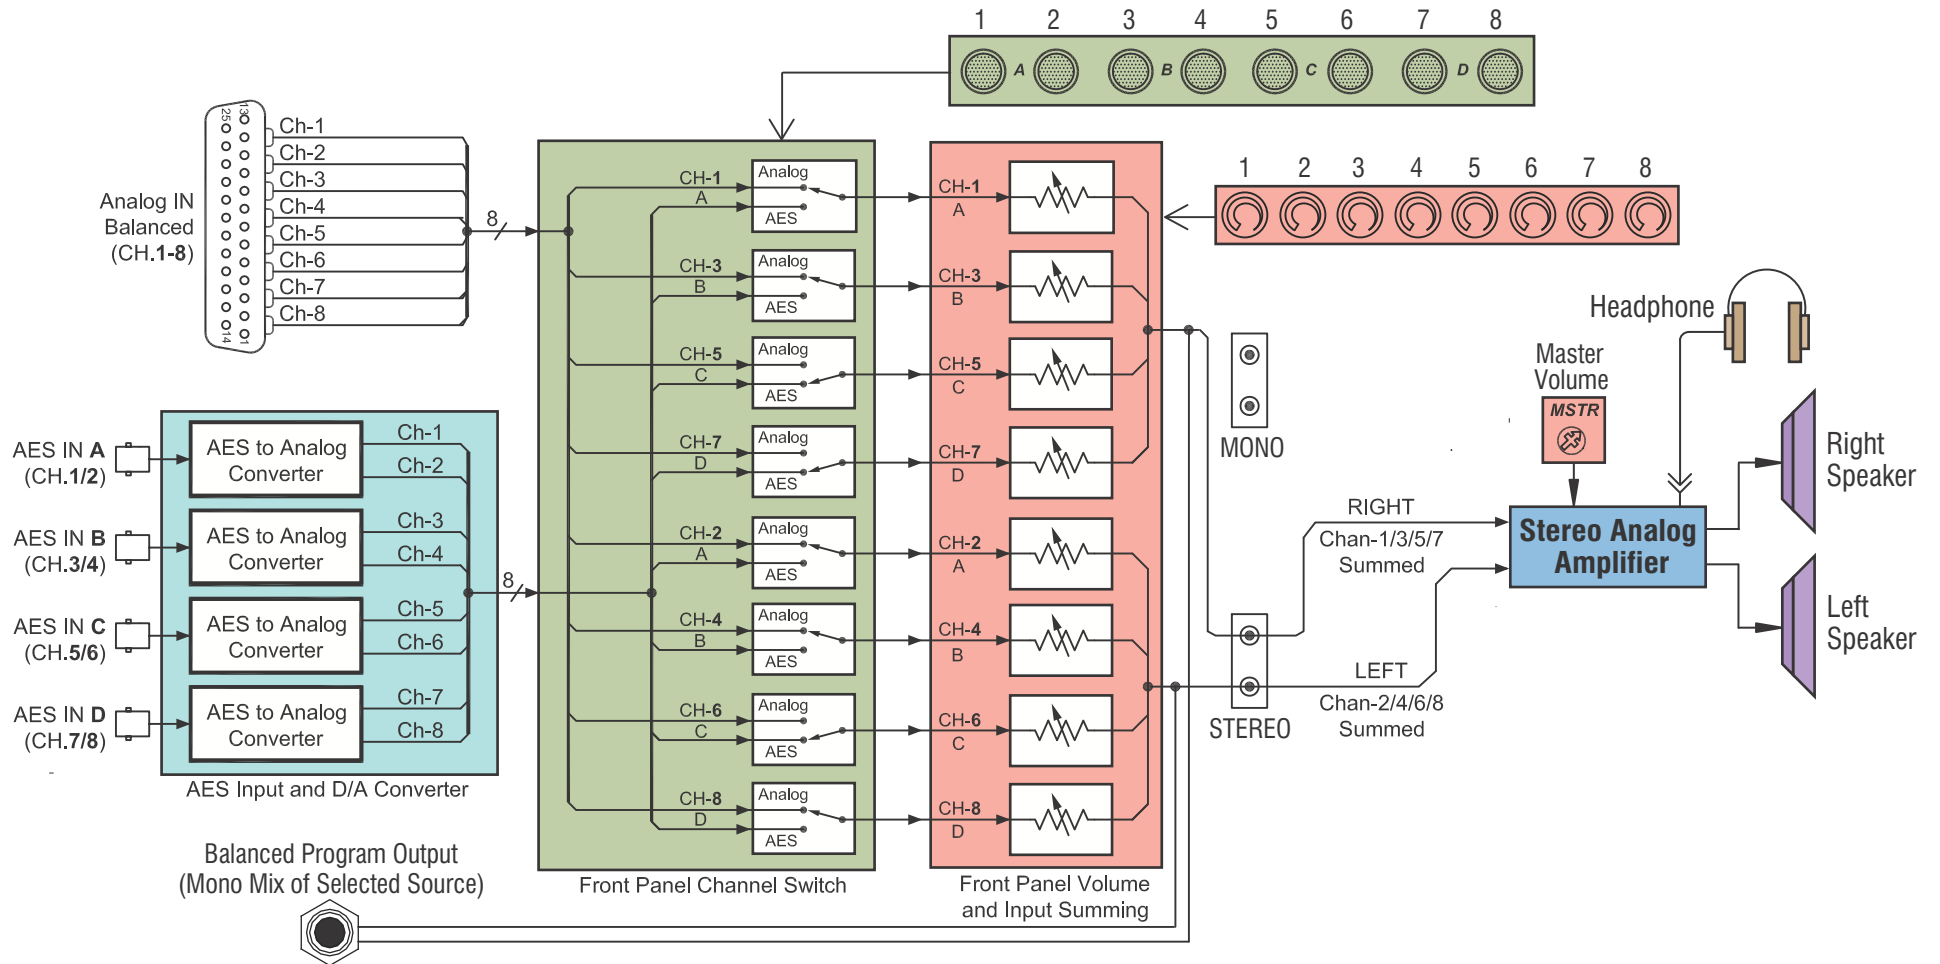 1 2 3 4 5 6 7 8
A B C D
25 13
14 1
Analog IN
Balanced
(CH.1-8)
Ch-1
Ch-2
Ch-3
Ch-4
Ch-5
Ch-6
Ch-7
Ch-8
8
AES IN A
(CH.1/2)
AES IN B
(CH.3/4)
AES IN C
(CH.5/6)
AES IN D
(CH.7/8)
AES to Analog
Converter
AES to Analog
Converter
AES to Analog
Converter
AES to Analog
Converter
Ch-1
Ch-2
Ch-3
Ch-4
Ch-5
Ch-6
Ch-7
Ch-8
8
AES Input and D/A Converter
Balanced Program Output
(Mono Mix of Selected Source)
CH-1
A
Analog
AES
CH-3
B
Analog
AES
CH-5
C
Analog
AES
CH-7
D
Analog
AES
CH-2
A
Analog
AES
CH-4
B
Analog
AES
CH-6
C
Analog
AES
CH-8
D
Analog
AES
Front Panel Channel Switch
CH-1
A
CH-3
B
CH-5
C
CH-7
D
CH-2
A
CH-4
B
CH-6
C
CH-8
D
Front Panel Volume
and Input Summing
1 2 3 4 5 6 7 8
MONO
STEREO
RIGHT
Chan-1/3/5/7
Summed
LEFT
Chan-2/4/6/8
Summed
Headphone
Master
Volume
MSTR
Stereo Analog
Amplifier
Right
Speaker
Left
Speaker